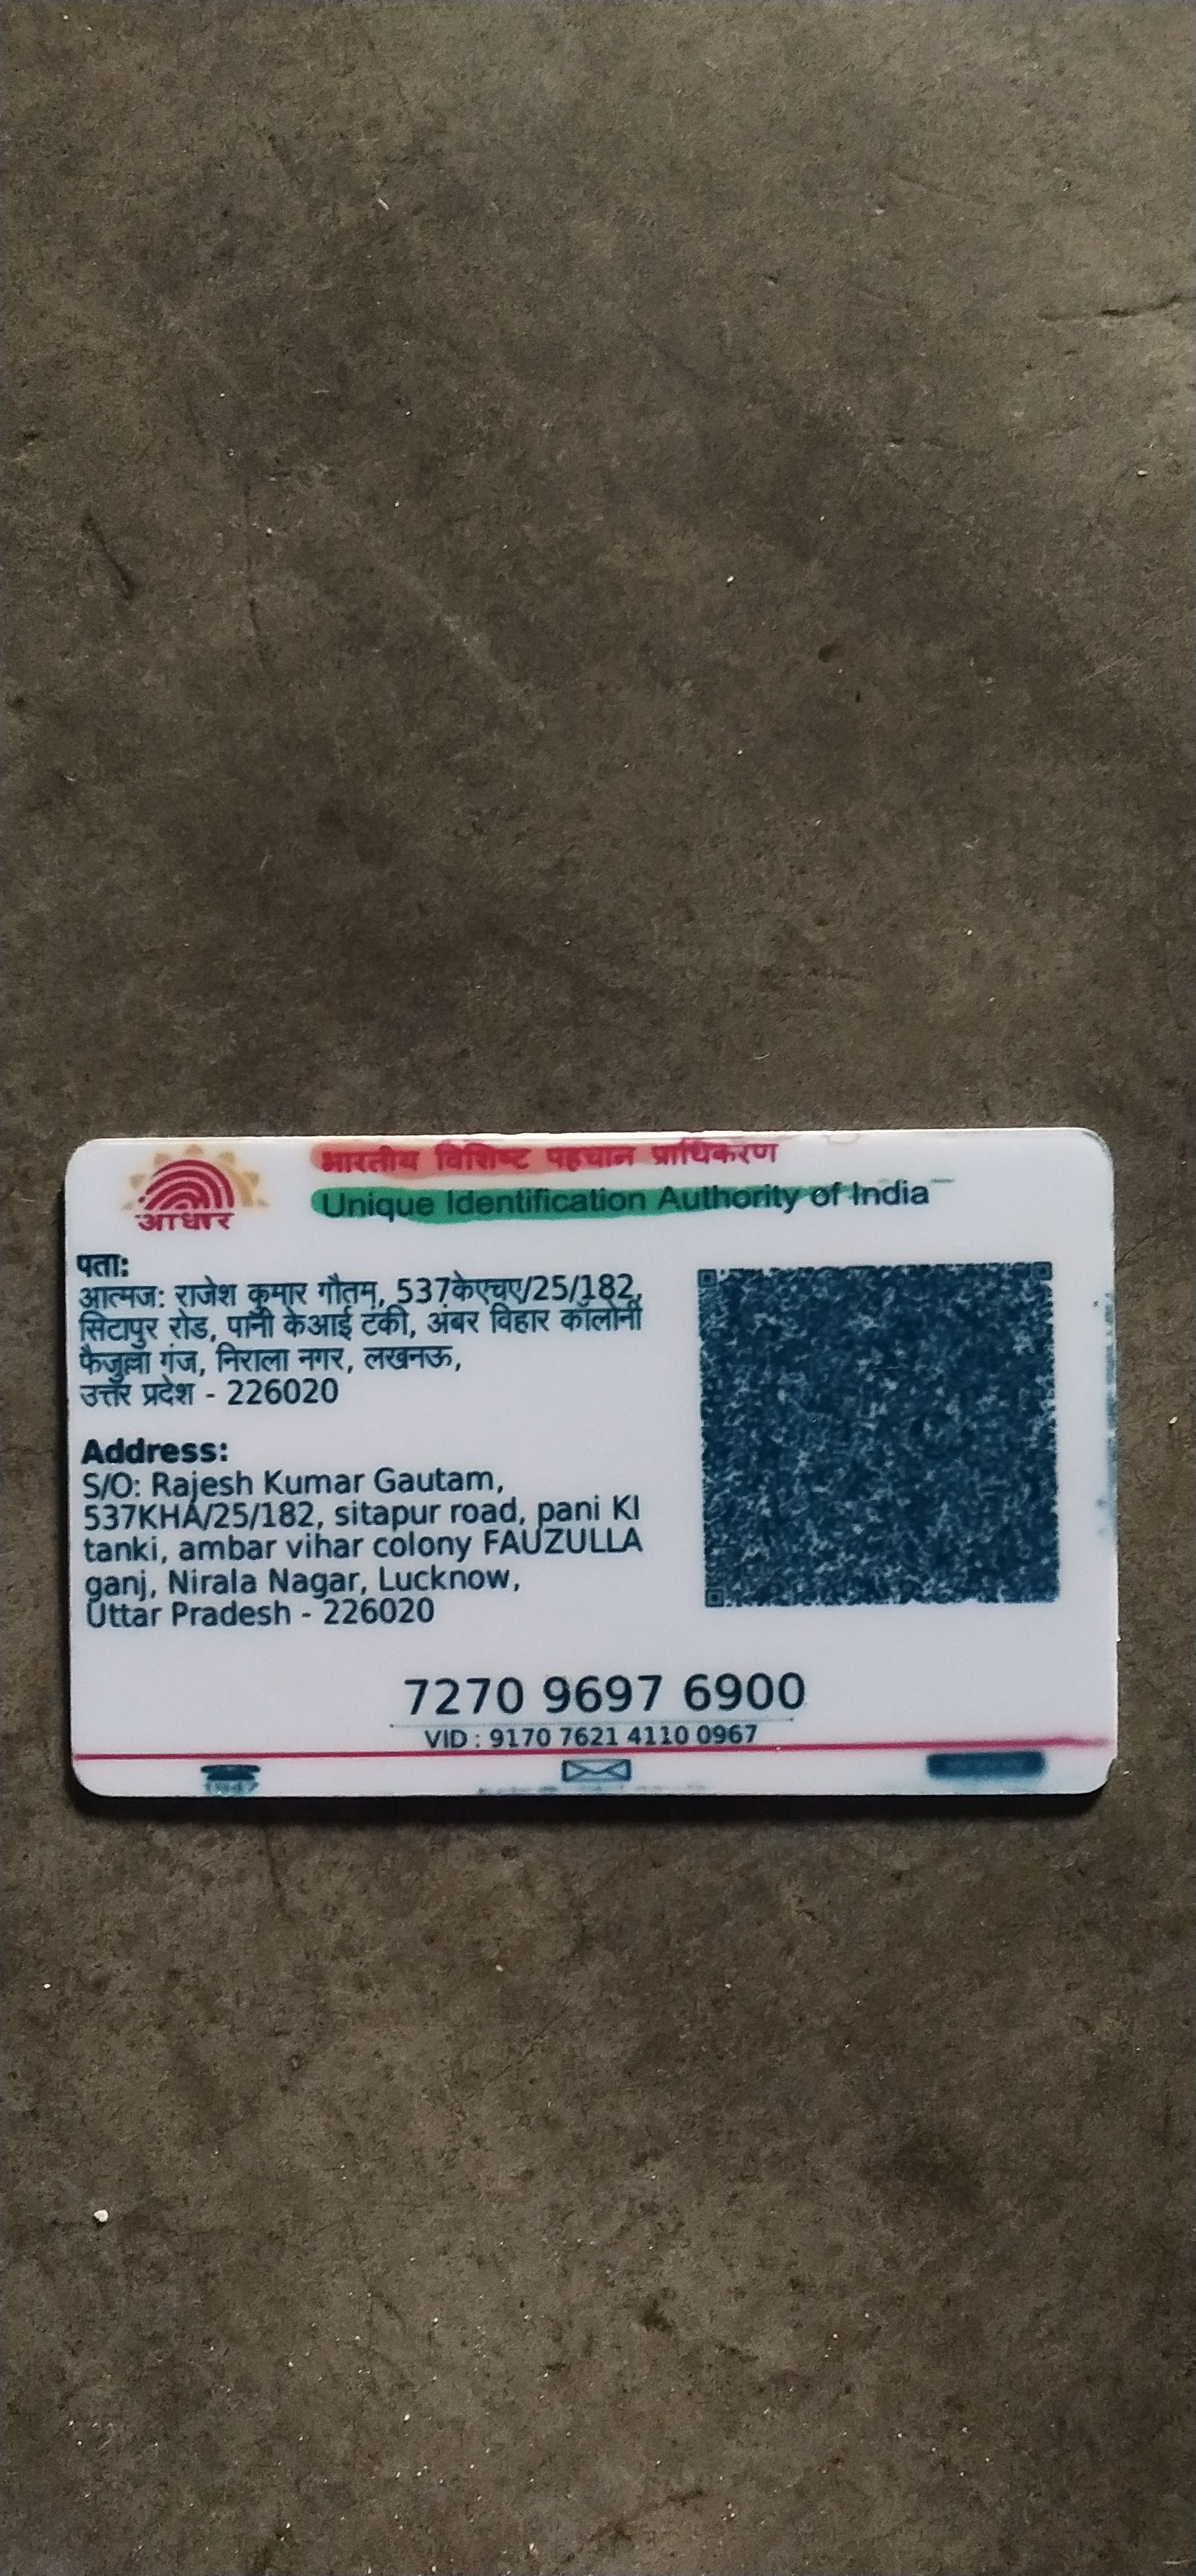 भारतीय विशिष्ट पहचान प्राधिकरण
Unique Identification Authority of India
आधार
पता:
आत्मज: राजेश कुमार गौतम, 537केएचए/25/182,
सिटापुर रोड, पानी केआई टंकी, अंबर विहार कॉलोनी
फैजुल्ला गंज, निराला नगर, लखनऊ,
उत्तर प्रदेश - 226020
Address:
S/O: Rajesh Kumar Gautam,
537KHA/25/182, sitapur road, pani KI
tanki, ambar vihar colony FAUZULLA
ganj, Nirala Nagar, Lucknow,
Uttar Pradesh - 226020
7270 9697 6900
VID : 9170 7621 4110 0967
1947